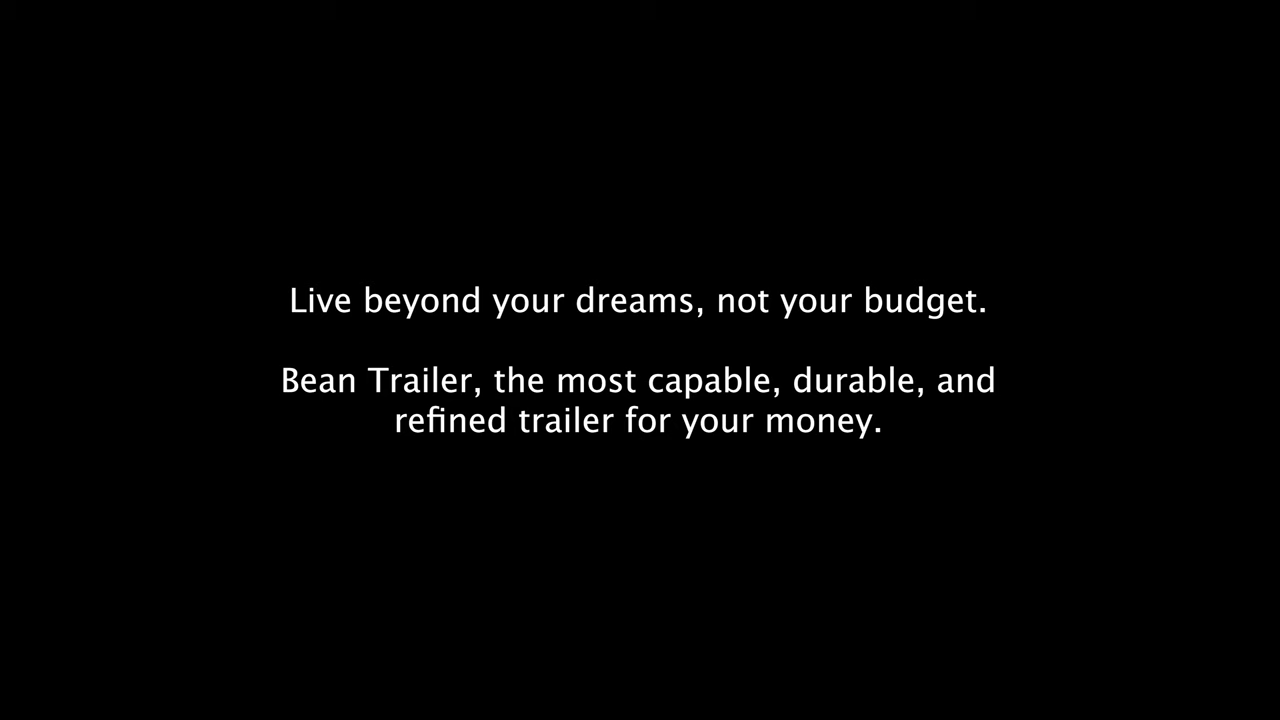 Live beyond your dreams, not your budget.
Bean Trailer, the most capable, durable, and
refined trailer for your money.